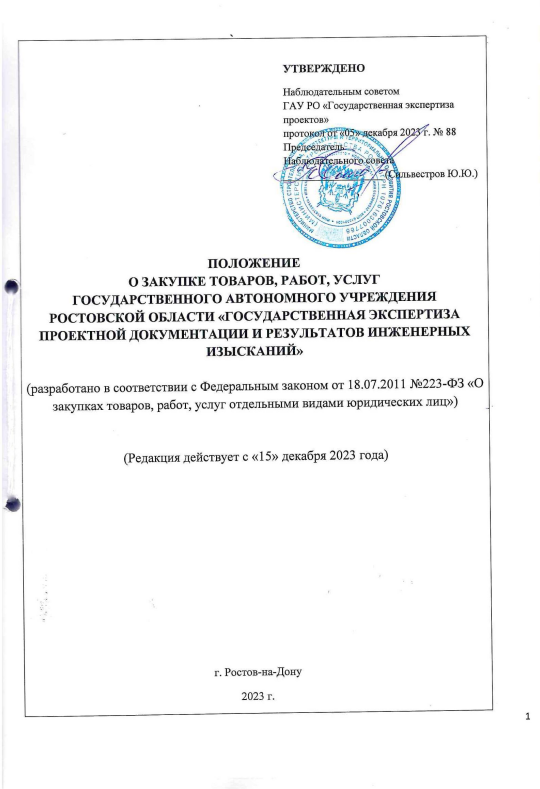 УТВЕРЖДЕНО
Наблюдательным советом
ГАУ РО «Государственная экспертиза
проектов»
протокол от «05» декабря 2023 г. № 88
Председатель
Наблюдательного совета
(Сильвестров Ю.Ю.)
ПОЛОЖЕНИЕ
О ЗАКУПКЕ ТОВАРОВ, РАБОТ, УСЛУГ
ГОСУДАРСТВЕННОГО АВТОНОМНОГО УЧРЕЖДЕНИЯ
РОСТОВСКОЙ ОБЛАСТИ «ГОСУДАРСТВЕННАЯ ЭКСПЕРТИЗА
ПРОЕКТНОЙ ДОКУМЕНТАЦИИ И РЕЗУЛЬТАТОВ ИНЖЕНЕРНЫХ
ИЗЫСКАНИЙ»
(разработано в соответствии с Федеральным законом от 18.07.2011 №223-ФЗ «О
закупках товаров, работ, услуг отдельными видами юридических лиц»)
(Редакция действует с «15» декабря 2023 года)
г. Ростов-на-Дону
2023 г.
1